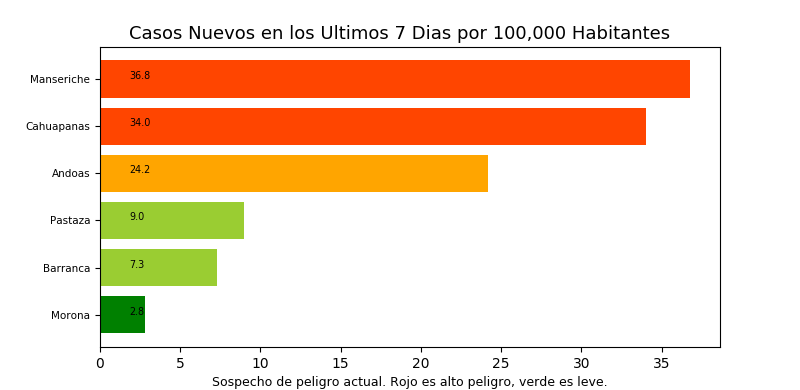 Casos Nuevos en los Ultimos 7 Dias por 100,000 Habitantes
Manseriche 36.8
Cahuapanas 34.0
Andoas 24.2
Pastaza 9.0
Barranca 7.3
Morona 2.8
0 5 10 15 20 25 30 35
Sospecho de peligro actual. Rojo es alto peligro, verde es leve.